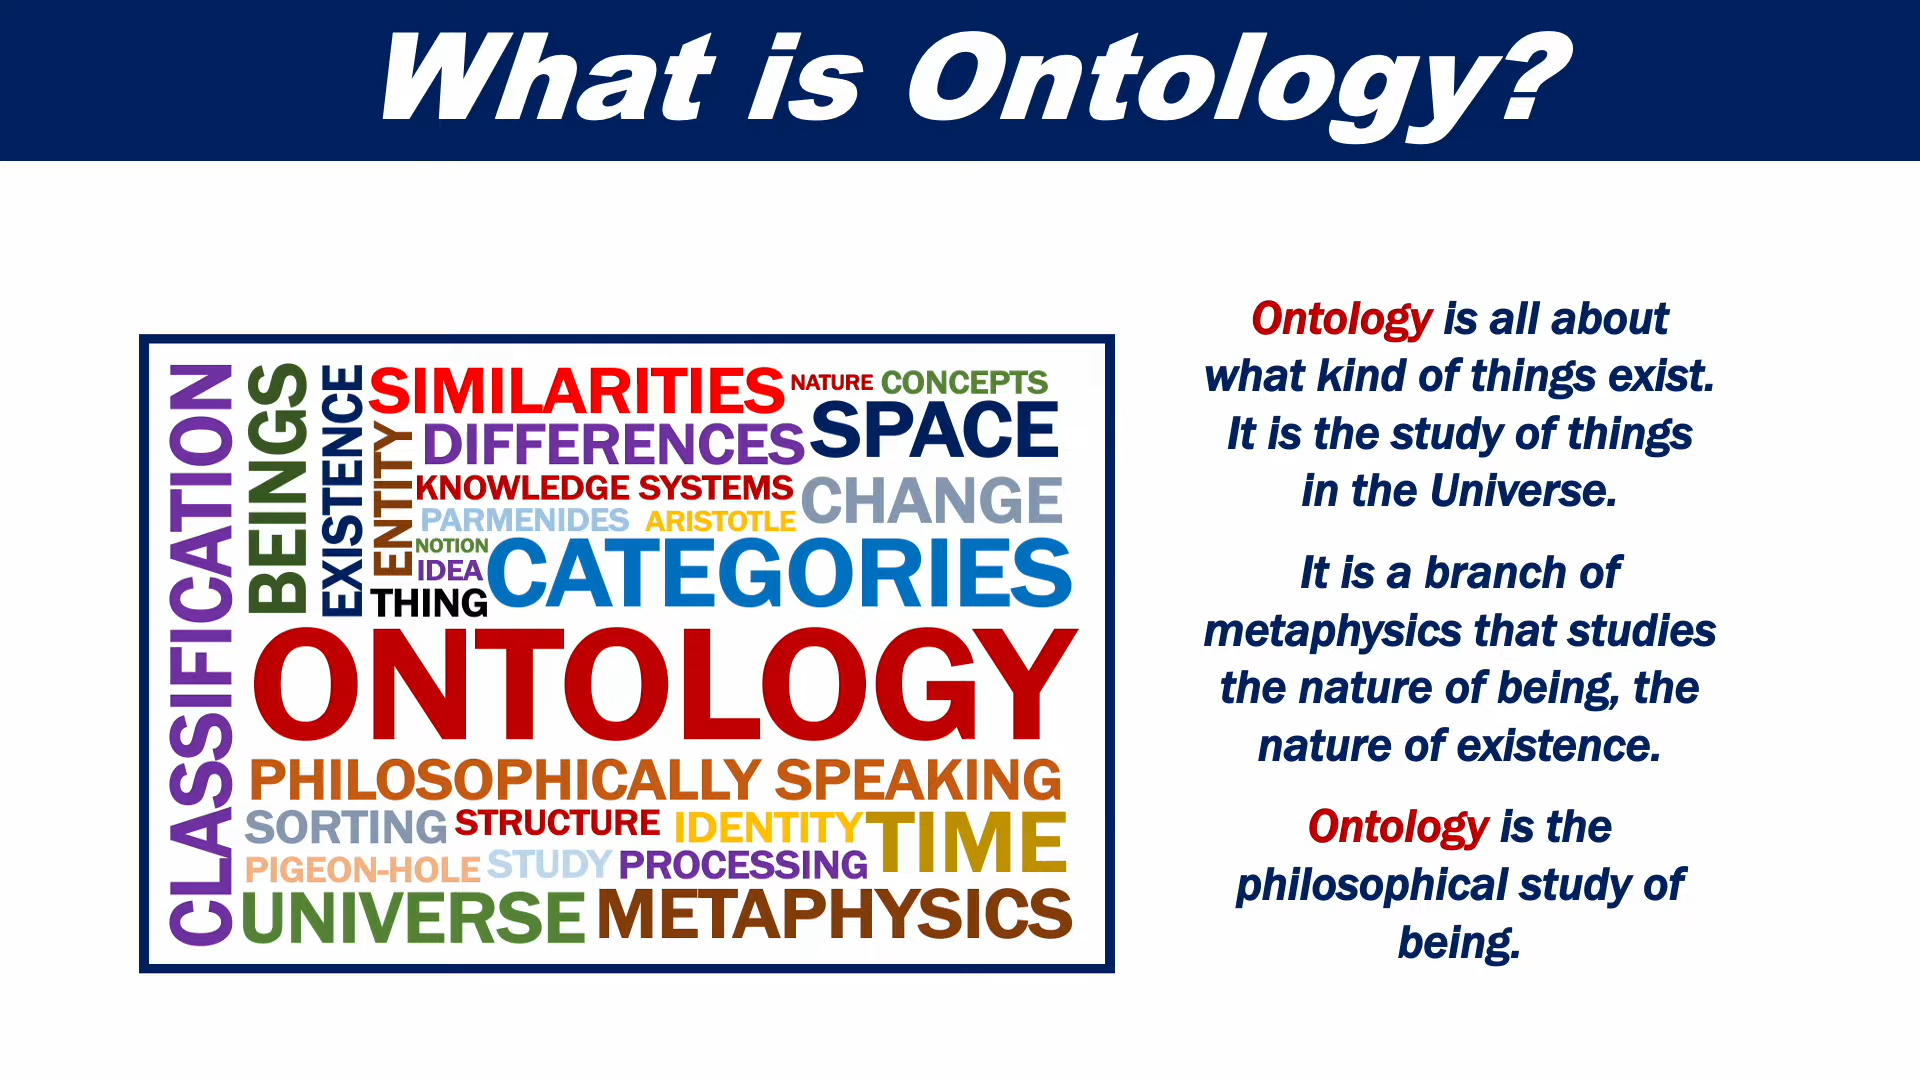 What is Ontology?
CLASSIFICATION
BEINGS
EXISTENCE
ENTITY
SIMILARITIES NATURE CONCEPTS
DIFFERENCES SPACE
KNOWLEDGE SYSTEMS CHANGE
PARMENIDES ARISTOTLE
NOTION
IDEA CATEGORIES
THING
ONTOLOGY
PHILOSOPHICALLY SPEAKING
SORTING STRUCTURE IDENTITY TIME
PIGEON-HOLE STUDY PROCESSING
UNIVERSE METAPHYSICS
Ontology is all about
what kind of things exist.
It is the study of things
in the Universe.
It is a branch of
metaphysics that studies
the nature of being, the
nature of existence.
Ontology is the
philosophical study of
being.